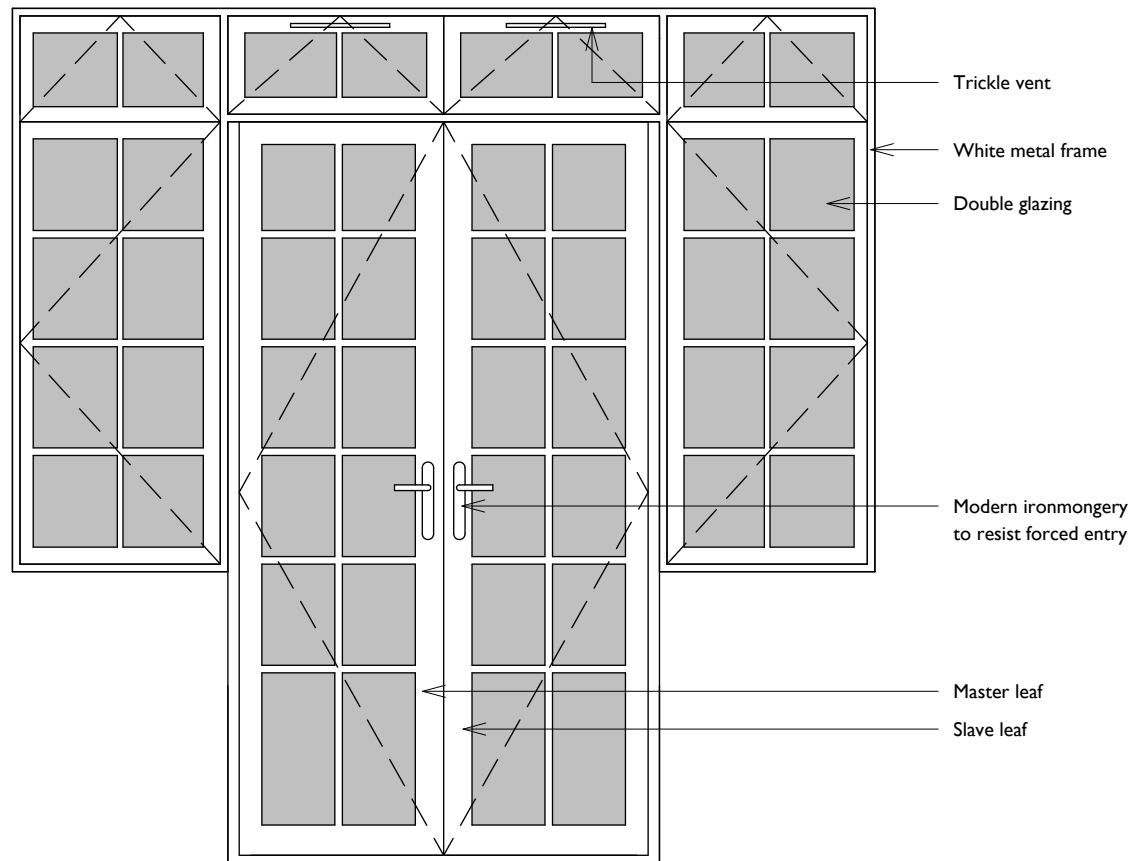 Trickle vent
White metal frame
Double glazing
Modern ironmongery
to resist forced entry
Master leaf
Slave leaf